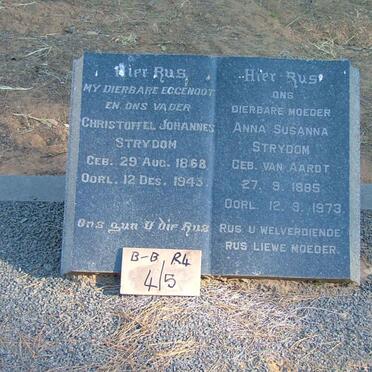 Hier Rus
MY DIERBARE EGGENOOT
EN ONS VADER
CHRISTOFFEL JOHANNES
STRYDOM
GEB. 29 AUG. 1868
OORL. 12 DES. 1943.
Ons gun U die Rus
Hier Rus
ONS
DIERBARE MOEDER
ANNA SUSANNA
STRYDOM
GEB. VAN AARDT
27. 9. 1885
OORL. 12. 9. 1973.
RUS U WELVERDIENDE
RUS LIEWE MOEDER.
B-B R4
4/5